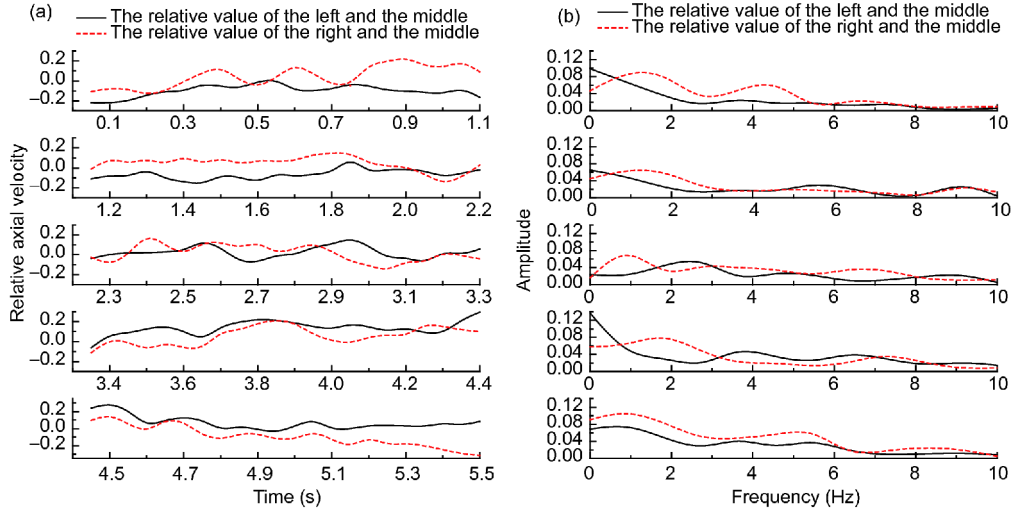 (a)
The relative value of the left and the middle
The relative value of the right and the middle
Relative axial velocity
0.2
0.0
–0.2
0.1 0.3 0.5 0.7 0.9 1.1
0.2
0.0
–0.2
1.2 1.4 1.6 1.8 2.0 2.2
0.2
0.0
–0.2
2.3 2.5 2.7 2.9 3.1 3.3
0.2
0.0
–0.2
3.4 3.6 3.8 4.0 4.2 4.4
0.2
0.0
–0.2
4.5 4.7 4.9 5.1 5.3 5.5
Time (s)
(b)
The relative value of the left and the middle
The relative value of the right and the middle
Amplitude
0.12
0.08
0.04
0.00
0 2 4 6 8 10
0.12
0.08
0.04
0.00
0 2 4 6 8 10
0.12
0.08
0.04
0.00
0 2 4 6 8 10
0.12
0.08
0.04
0.00
0 2 4 6 8 10
0.12
0.08
0.04
0.00
0 2 4 6 8 10
Frequency (Hz)